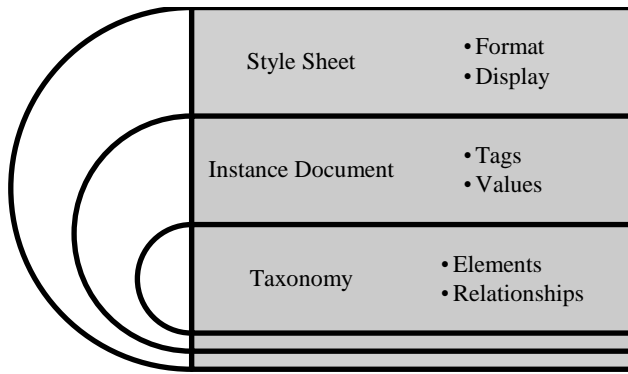 Style Sheet
• Format
• Display
Instance Document
• Tags
• Values
Taxonomy
• Elements
• Relationships